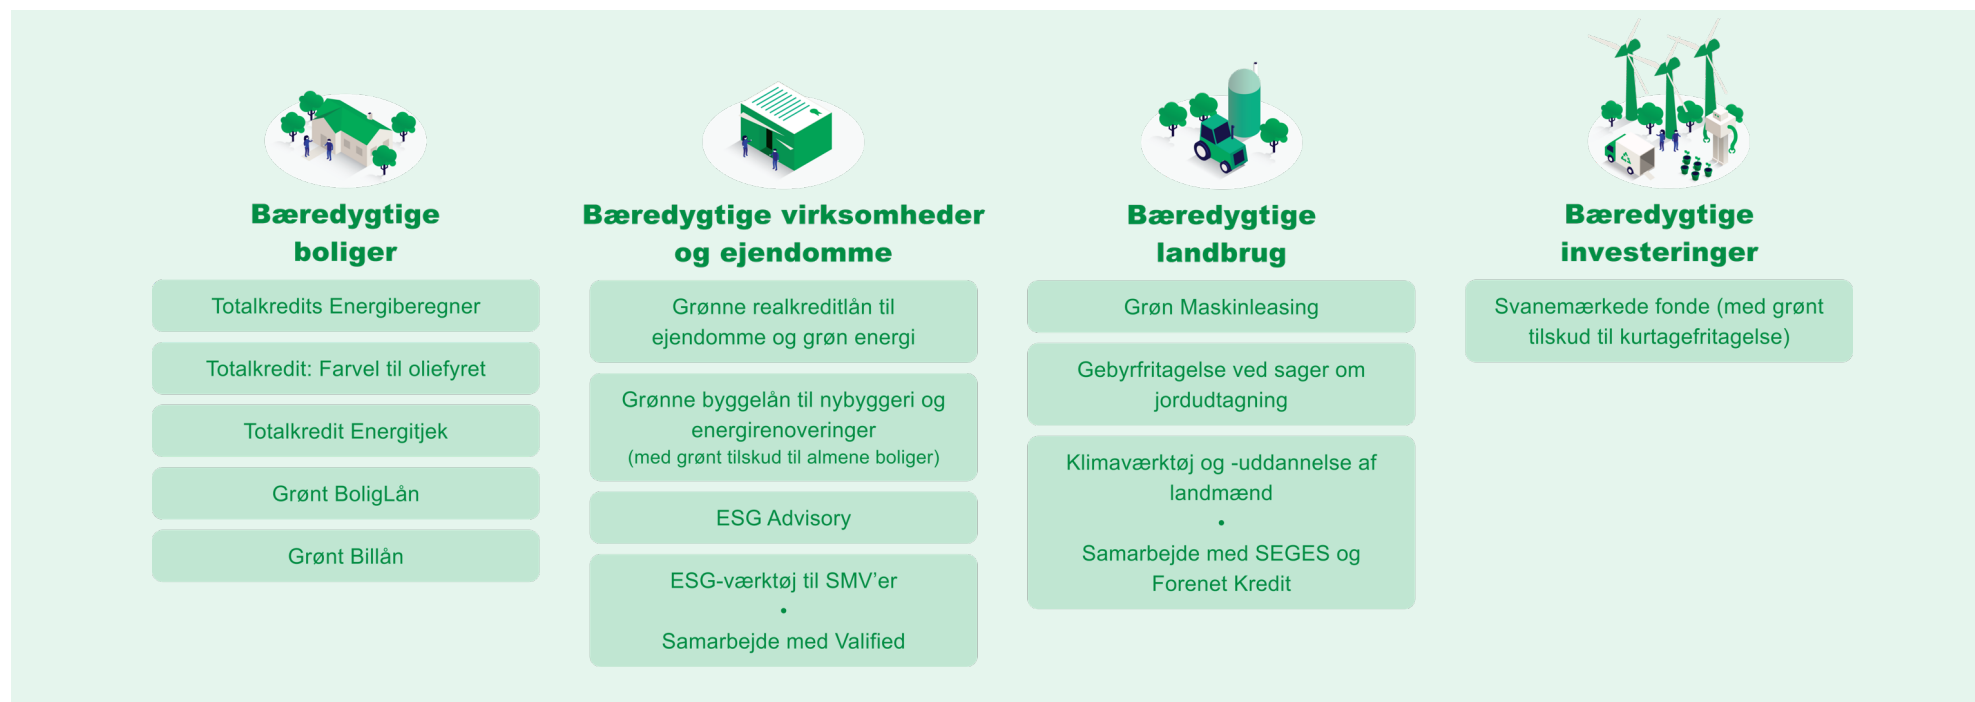 Bæredygtige
boliger
Totalkredits Energiberegner
Totalkredit: Farvel til oliefyret
Totalkredit Energitjek
Grønt BoligLån
Grønt Billån
Bæredygtige virksomheder
og ejendomme
Grønne realkreditlån til
ejendomme og grøn energi
Grønne byggelån til nybyggeri og
energirenoveringer
(med grønt tilskud til almene boliger)
ESG Advisory
ESG-værktøj til SMV’er
•
Samarbejde med Valified
Bæredygtige
landbrug
Grøn Maskinleasing
Gebyrfritagelse ved sager om
jordudtagning
Klimaværktøj og -uddannelse af
landmænd
•
Samarbejde med SEGES og
Forenet Kredit
Bæredygtige
investeringer
Svanemærkede fonde (med grønt
tilskud til kurtagefritagelse)